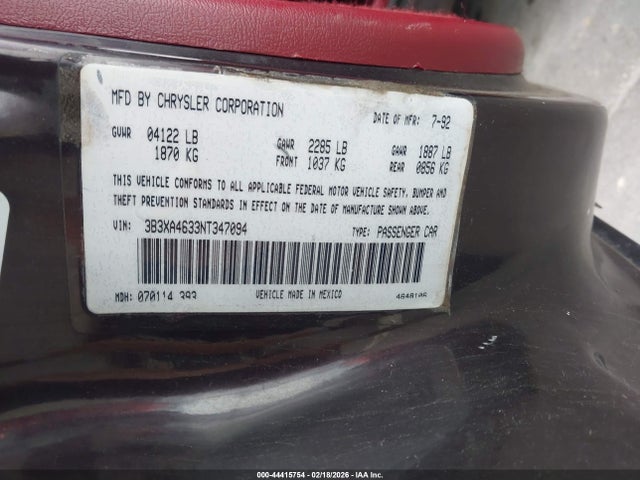 MFD BY CHRYSLER CORPORATION DATE OF MFR: 7-92
GVWR 04122 LB GAWR 2285 LB GAWR 1887 LB
1870 KG FRONT 1037 KG REAR 0856 KG
THIS VEHICLE CONFORMS TO ALL APPLICABLE FEDERAL MOTOR VEHICLE SAFETY, BUMPER AND
THEFT PREVENTION STANDARDS IN EFFECT ON THE DATE OF MANUFACTURE SHOWN ABOVE.
VIN: 3B3XA4633NT347094 TYPE: PASSENGER CAR
MDH: 070114 393 VEHICLE MADE IN MEXICO
000-44415754 | 02/18/2026 | IAA Inc.